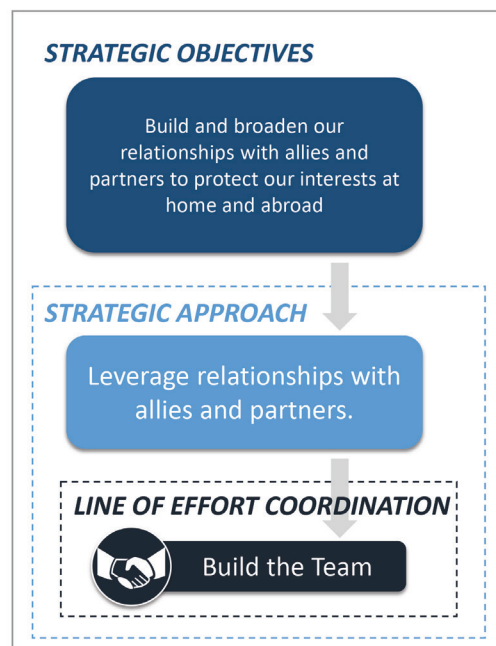 STRATEGIC OBJECTIVES
Build and broaden our
relationships with allies and
partners to protect our interests at
home and abroad
STRATEGIC APPROACH
Leverage relationships with
allies and partners.
LINE OF EFFORT COORDINATION
Build the Team